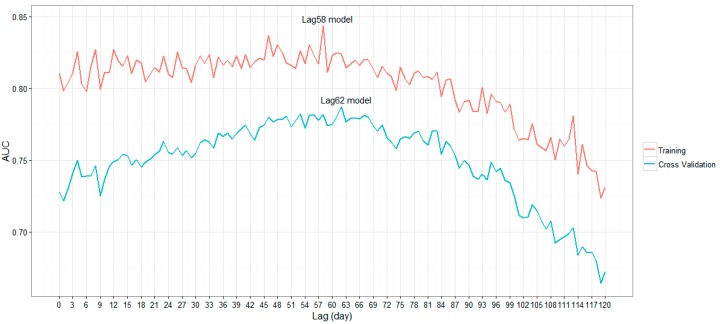 0.85
0.80
0.75
0.70
AUC
Lag58 model
Lag62 model
Training
Cross Validation
0 3 6 9 12 15 18 21 24 27 30 33 36 39 42 45 48 51 54 57 60 63 66 69 72 75 78 81 84 87 90 93 96 99 102 105 108 111 114 117 120
Lag (day)